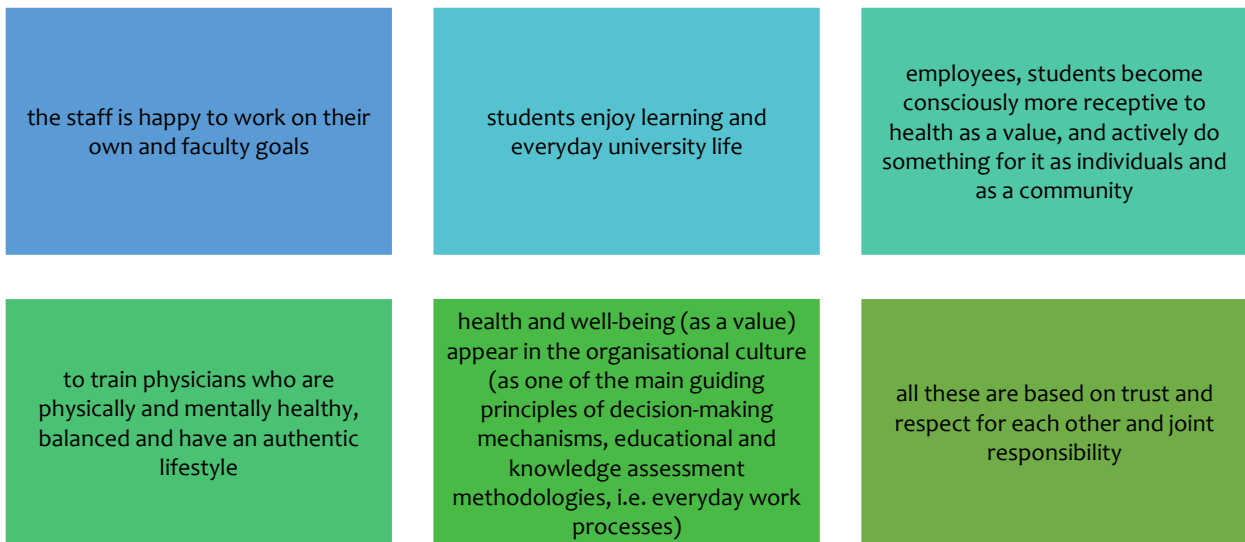 the staff is happy to work on their
own and faculty goals
students enjoy learning and
everyday university life
employees, students become
consciously more receptive to
health as a value, and actively do
something for it as individuals and
as a community
to train physicians who are
physically and mentally healthy,
balanced and have an authentic
lifestyle
health and well-being (as a value)
appear in the organisational culture
(as one of the main guiding
principles of decision-making
mechanisms, educational and
knowledge assessment
methodologies, i.e. everyday work
processes)
all these are based on trust and
respect for each other and joint
responsibility